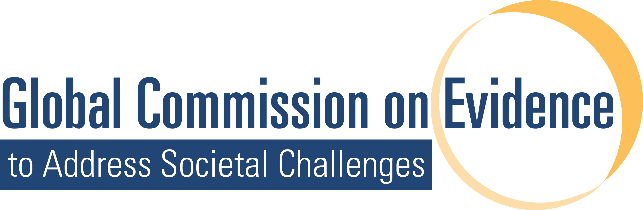 Global Commission on Evidence
to Address Societal Challenges